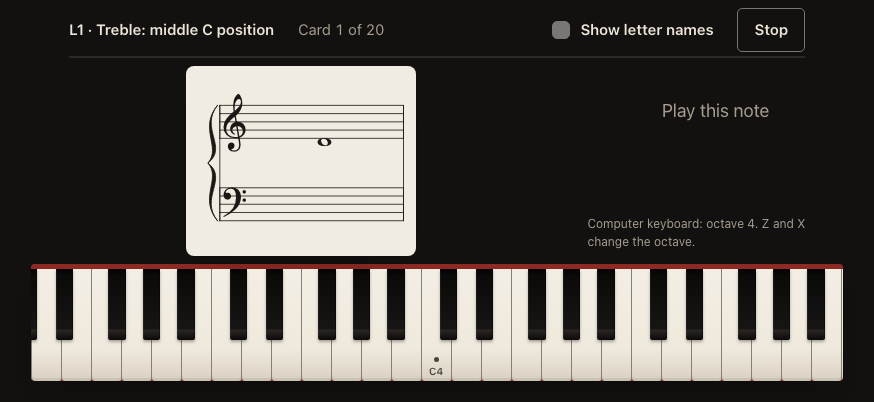 L1 · Treble: middle C position
Card 1 of 20
Show letter names
Stop
Play this note
Computer keyboard: octave 4. Z and X
change the octave.
C4